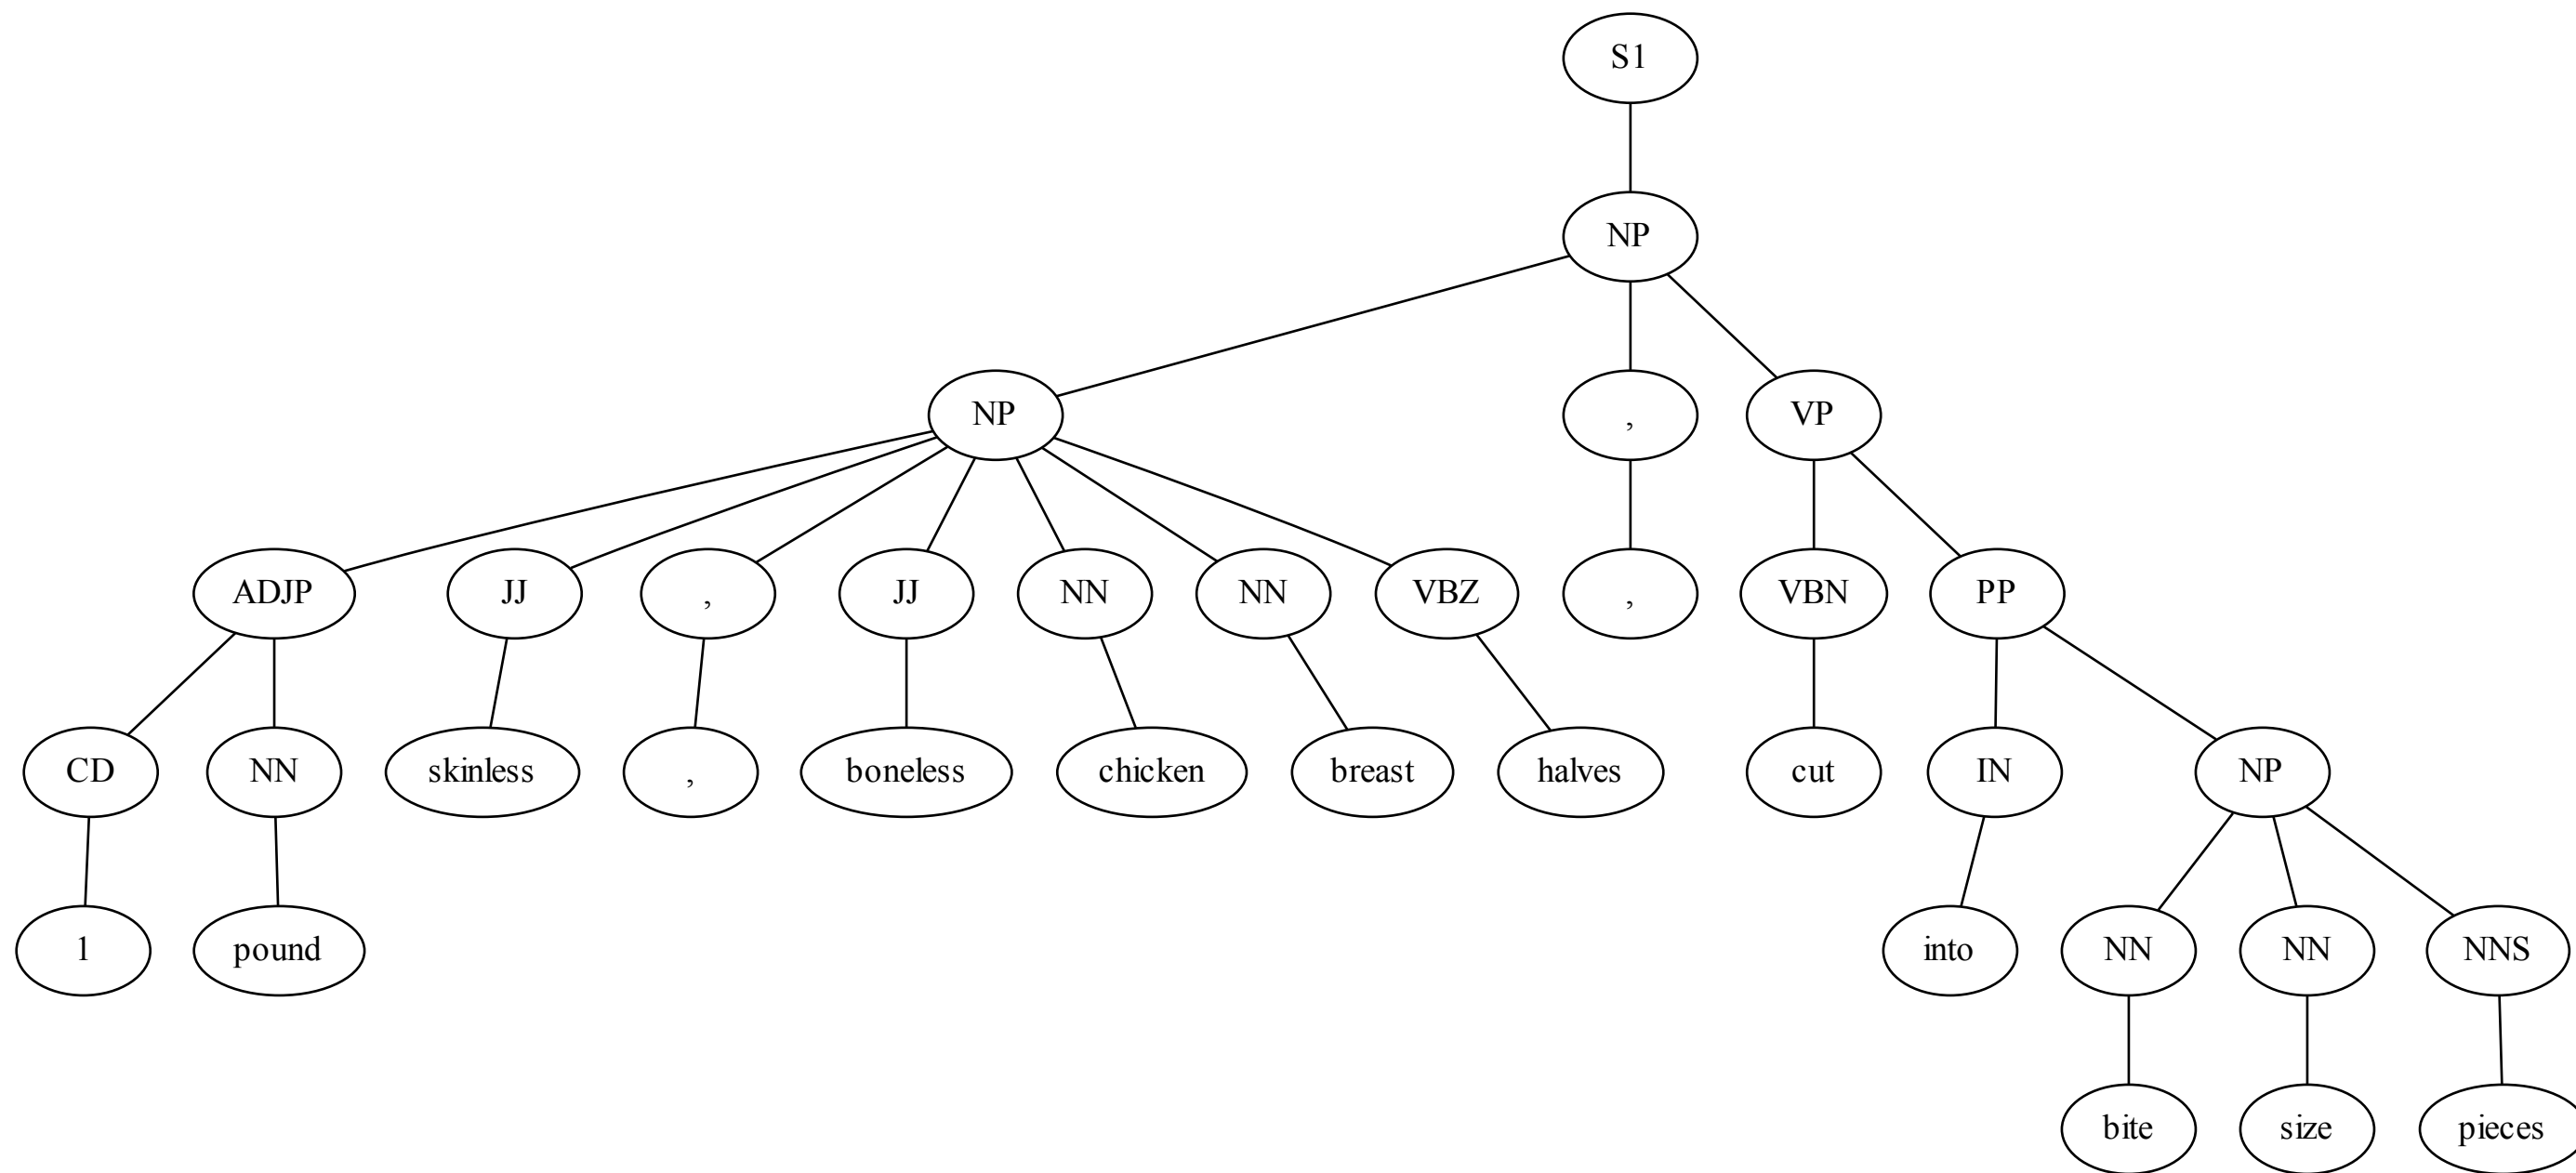 S1
NP
NP , VP
ADJP JJ , JJ NN NN VBZ , VBN PP
CD NN skinless , boneless chicken breast halves cut IN NP
1 pound into NN NN NNS
bite size pieces